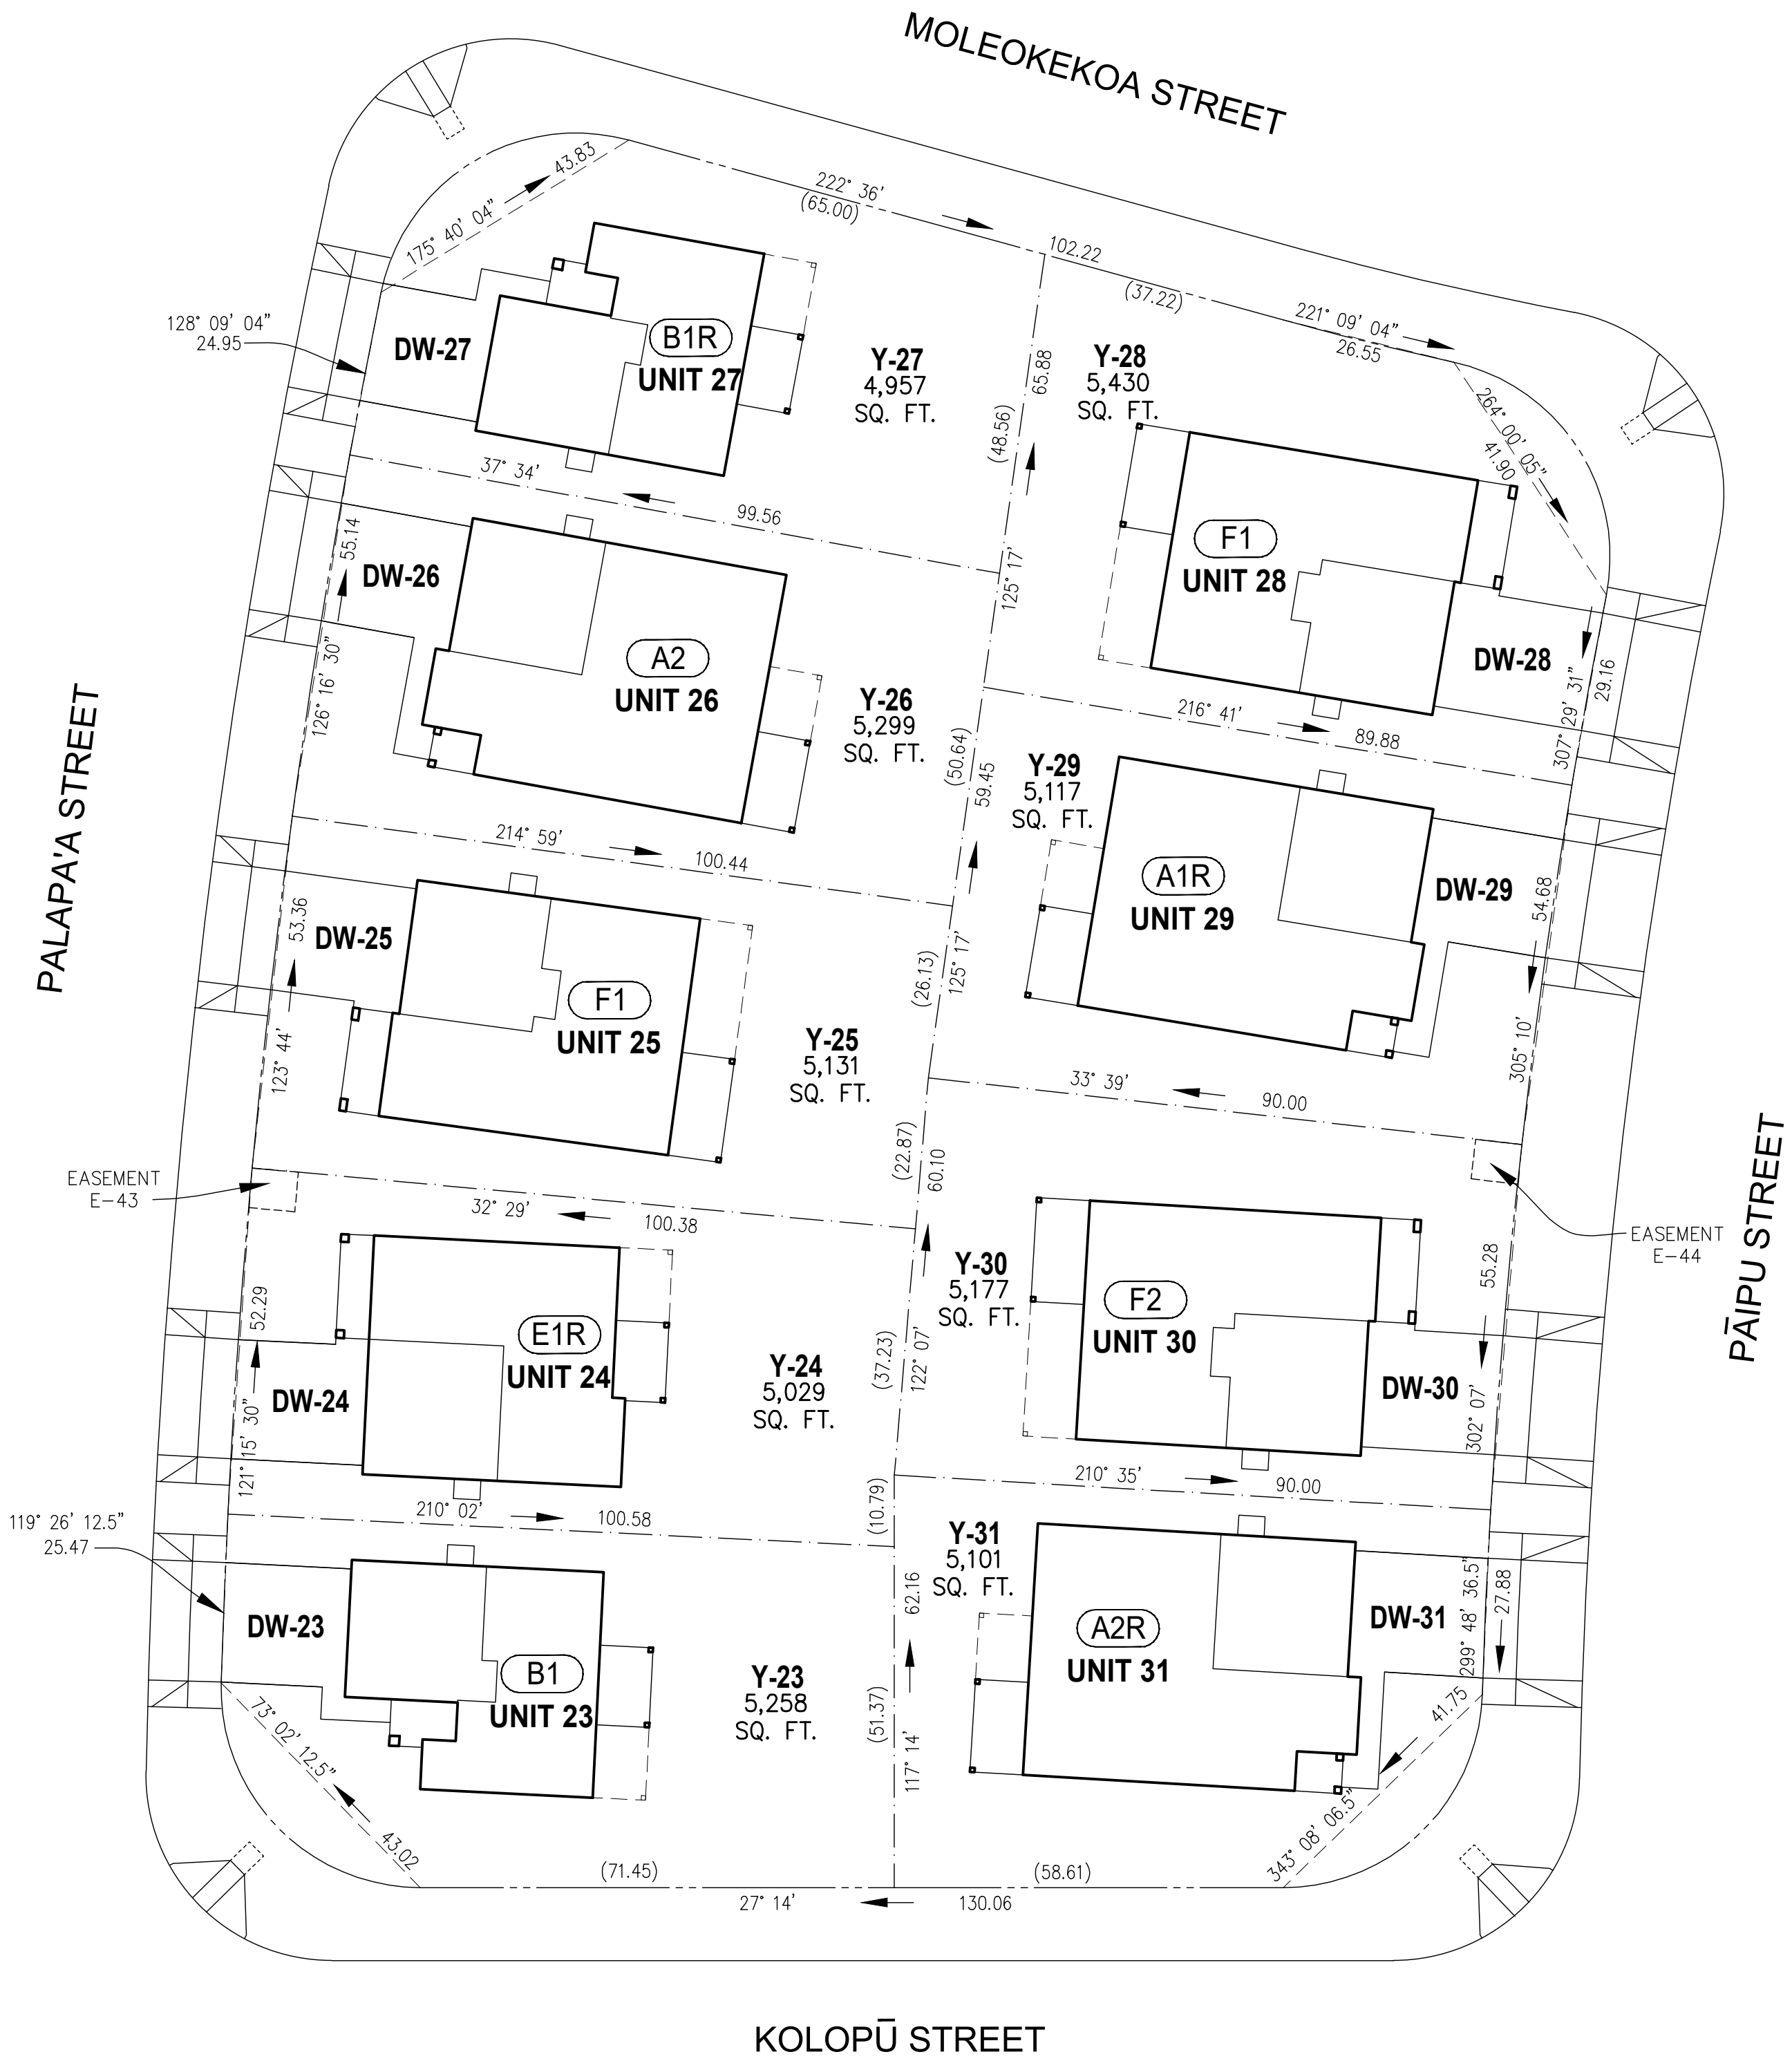 MOLEOKEKOA STREET
175° 40' 04"
43.83
222° 36'
(65.00)
102.22
(37.22)
221° 09' 04"
26.55
264° 00' 05"
41.90
128° 09' 04"
24.95
DW-27
B1R
UNIT 27
Y-27
4,957
SQ. FT.
65.88
(48.56)
125° 17'
Y-28
5,430
SQ. FT.
F1
UNIT 28
DW-28
307° 29' 31"
29.16
37° 34'
99.56
55.14
126° 16' 30"
DW-26
A2
UNIT 26
Y-26
5,299
SQ. FT.
216° 41'
89.88
(50.64)
59.45
Y-29
5,117
SQ. FT.
A1R
UNIT 29
DW-29
54.68
305° 10'
PALAPA'A STREET
214° 59'
100.44
53.36
123° 44'
DW-25
F1
UNIT 25
Y-25
5,131
SQ. FT.
(26.13)
125° 17'
33° 39'
90.00
(22.87)
60.10
EASEMENT
E-43
32° 29'
100.38
EASEMENT
E-44
PĀIPU STREET
52.29
121° 15' 30"
DW-24
E1R
UNIT 24
Y-24
5,029
SQ. FT.
(37.23)
122° 07'
Y-30
5,177
SQ. FT.
F2
UNIT 30
DW-30
55.28
302° 07'
210° 35'
90.00
(10.79)
119° 26' 12.5"
25.47
210° 02'
100.58
DW-23
B1
UNIT 23
Y-23
5,258
SQ. FT.
62.16
(51.37)
117° 14'
Y-31
5,101
SQ. FT.
A2R
UNIT 31
DW-31
299° 48' 36.5"
27.88
73° 02' 12.5"
43.02
41.75
343° 08' 06.5"
(71.45)
(58.61)
27° 14'
130.06
KOLOPŪ STREET